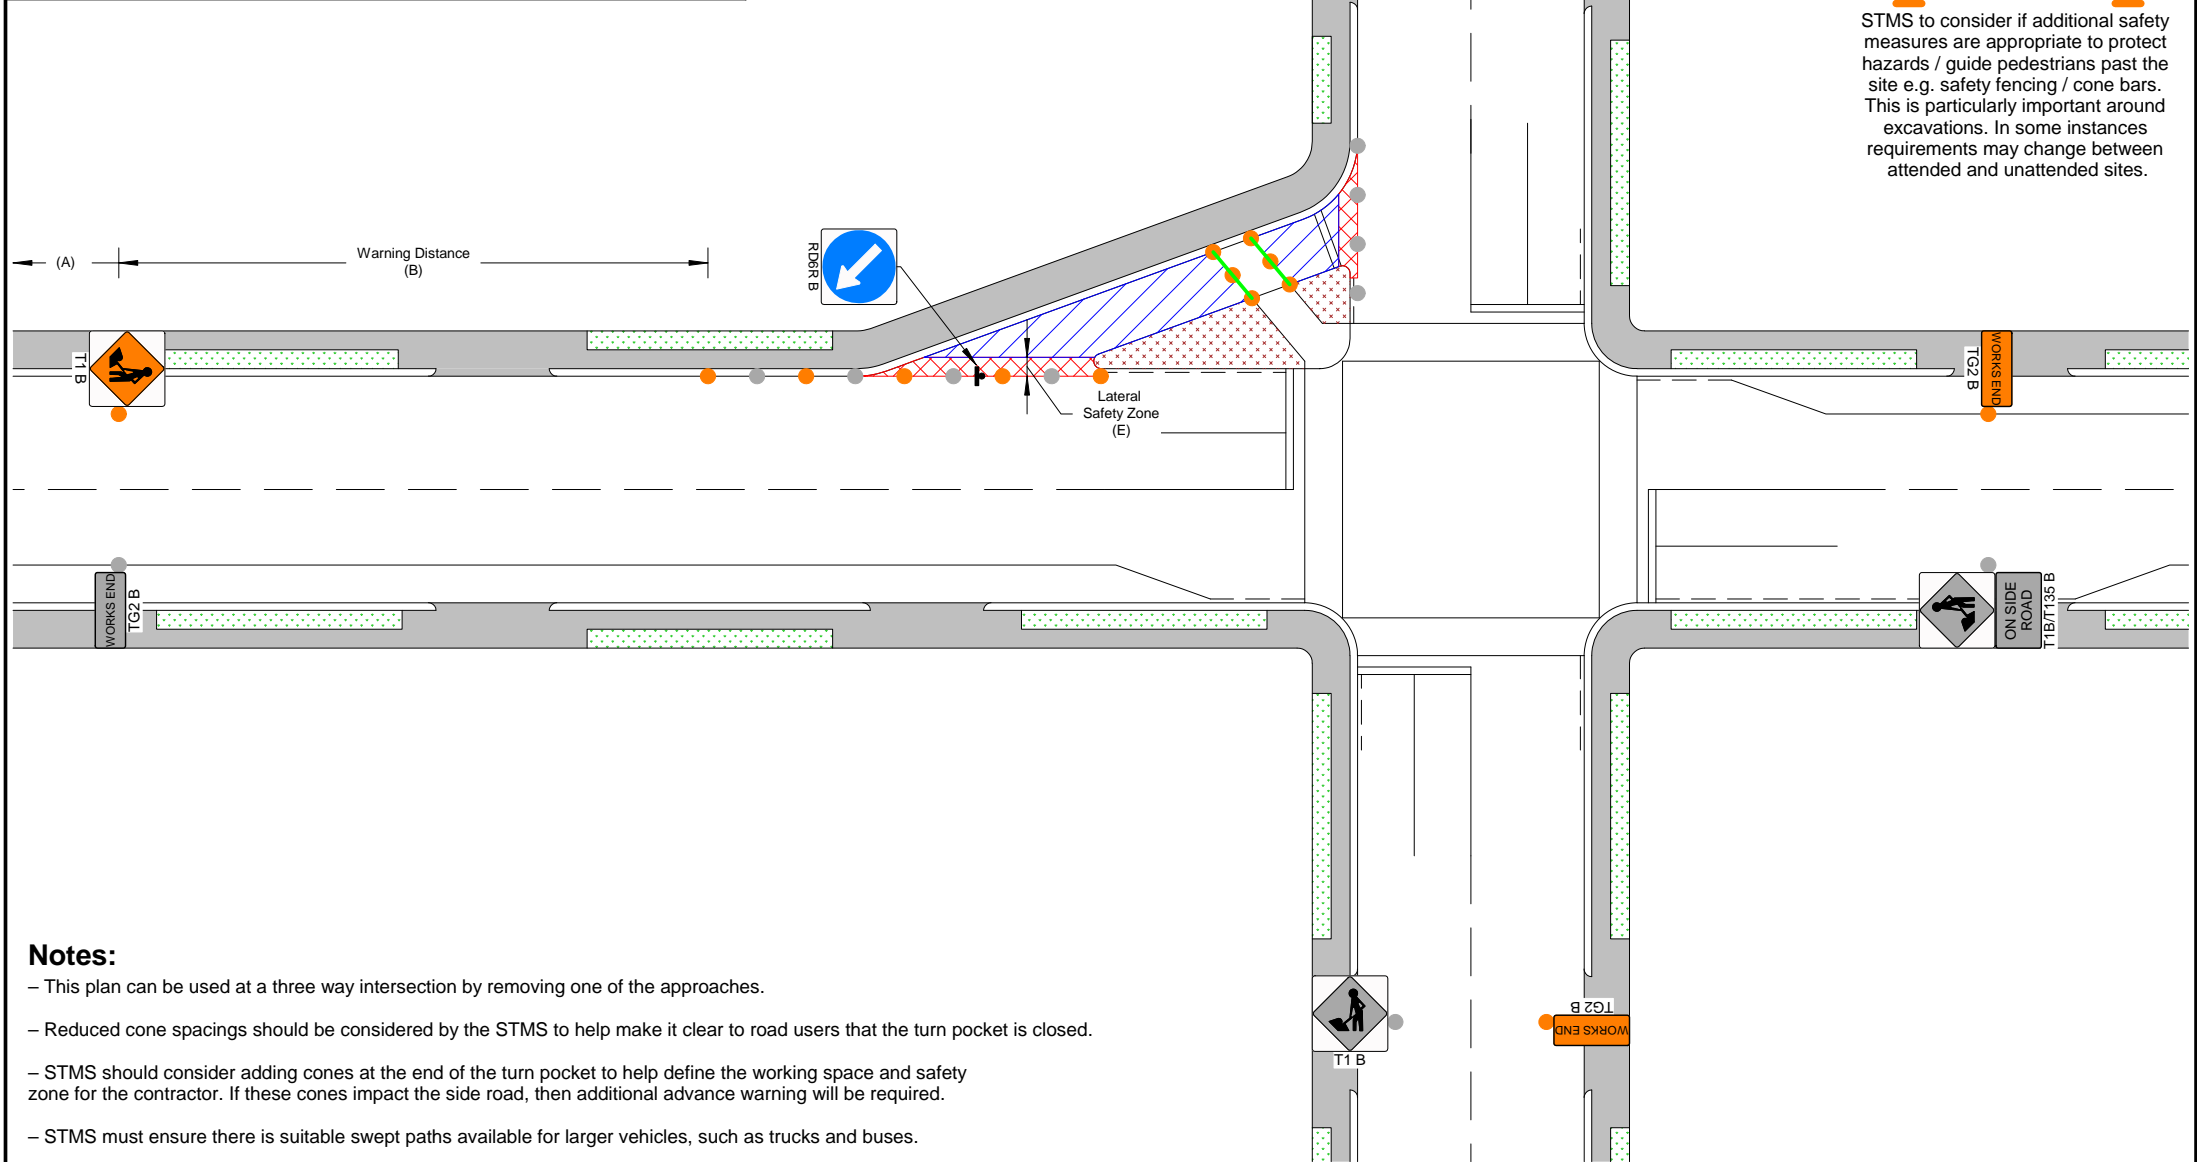 STMS to consider if additional safety
measures are appropriate to protect
hazards / guide pedestrians past the
site e.g. safety fencing / cone bars.
This is particularly important around
excavations. In some instances
requirements may change between
attended and unattended sites.
(A)
Warning Distance
(B)
RD6R B
T1 B
Lateral
Safety Zone
(E)
WORKS END
TG2 B
WORKS END
TG2 B
ON SIDE
ROAD
T1B/T135 B
T1 B
TG2 B
WORKS END
Notes:
– This plan can be used at a three way intersection by removing one of the approaches.
– Reduced cone spacings should be considered by the STMS to help make it clear to road users that the turn pocket is closed.
– STMS should consider adding cones at the end of the turn pocket to help define the working space and safety
zone for the contractor. If these cones impact the side road, then additional advance warning will be required.
– STMS must ensure there is suitable swept paths available for larger vehicles, such as trucks and buses.